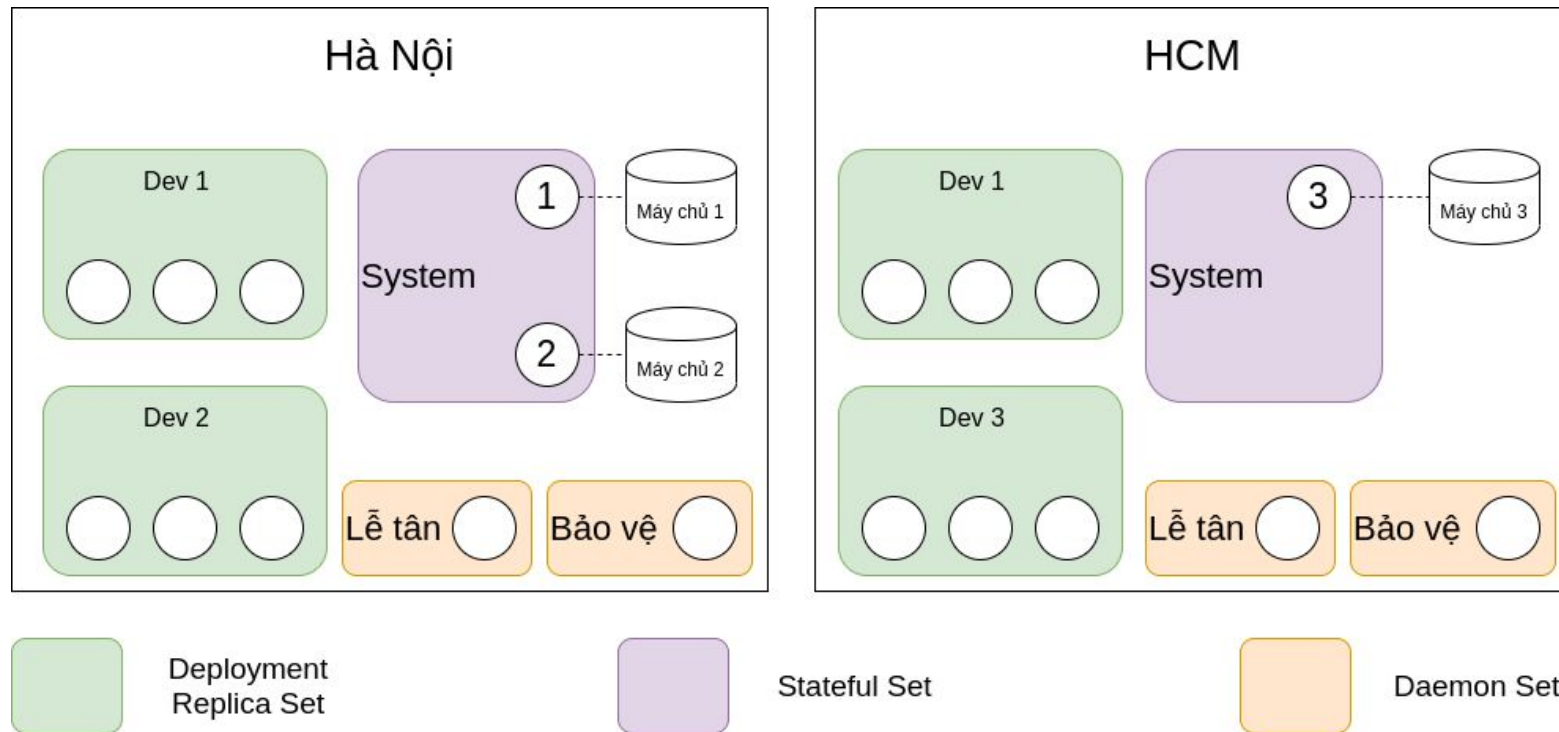 Hà Nội
Dev 1
System
1
Máy chủ 1
2
Máy chủ 2
Dev 2
Lễ tân
Bảo vệ
HCM
Dev 1
System
3
Máy chủ 3
Dev 3
Lễ tân
Bảo vệ
Deployment
Replica Set
Stateful Set
Daemon Set